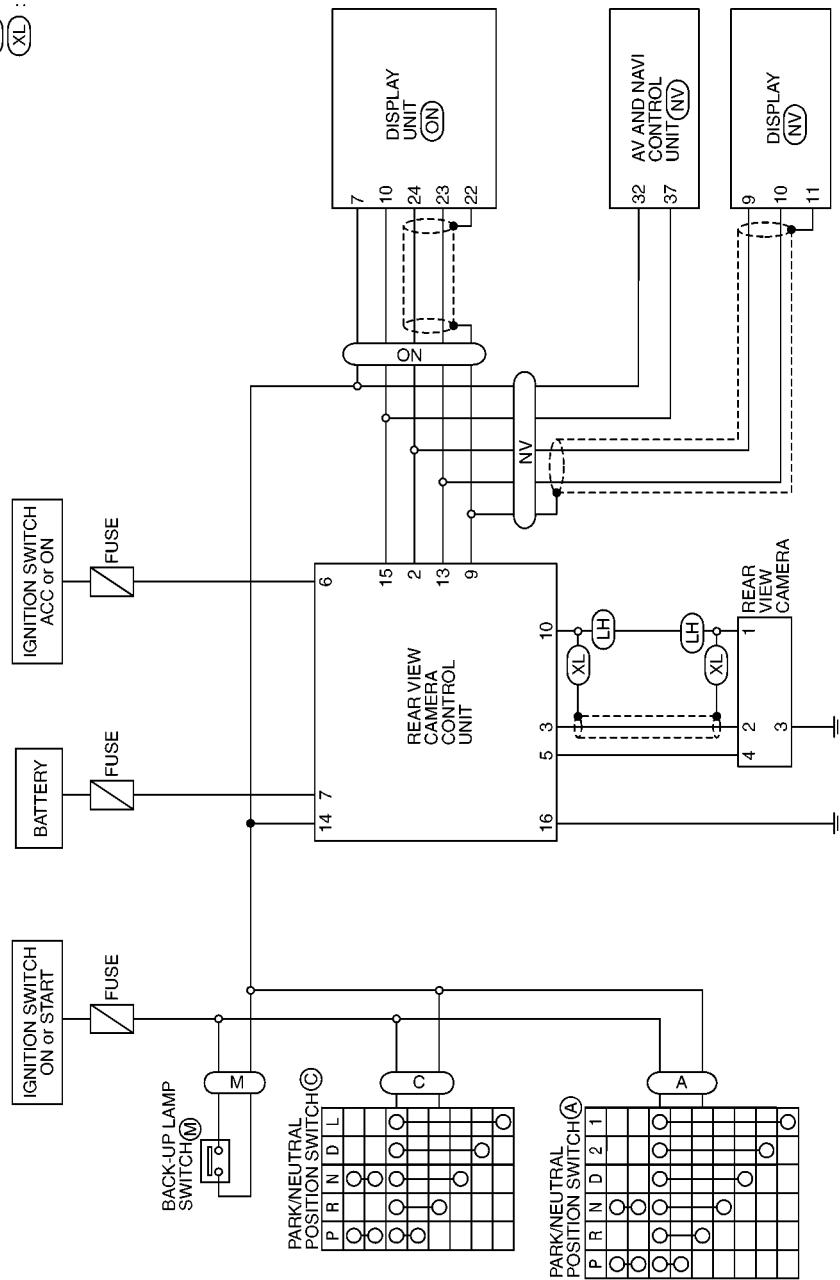 XL :
IGNITION SWITCH
ON or START
BATTERY
IGNITION SWITCH
ACC or ON
FUSE
FUSE
FUSE
BACK-UP LAMP
SWITCH M
M
PARK/NEUTRAL
POSITION SWITCH C
P R N D L
C
PARK/NEUTRAL
POSITION SWITCH A
P R N D 2 1
A
14 7 6
REAR VIEW
CAMERA
CONTROL
UNIT
15
2
13
9
16 5 3 10
XL LH
XL LH
4 2 1
3
REAR
VIEW
CAMERA
ON
NV
DISPLAY
UNIT
ON
7
10
24
23
22
AV AND NAVI
CONTROL
UNIT NV
32
37
DISPLAY
NV
9
10
11